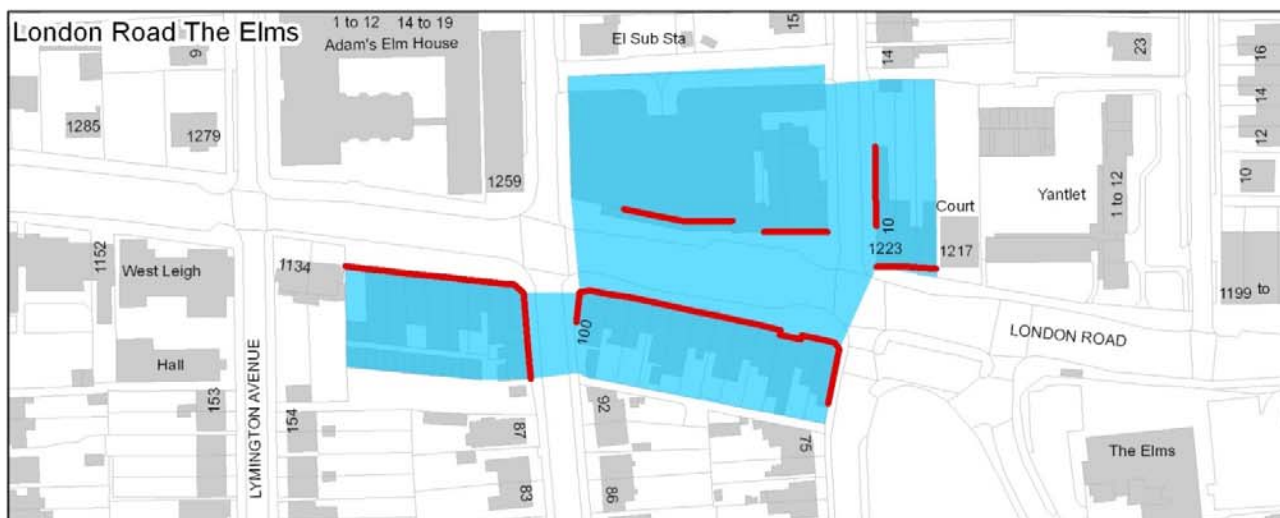 London Road The Elms
1 to 12 14 to 19
Adam's Elm House
El Sub Sta
15
14
23
16
14
12
10
9
1285
1279
1259
1152
West Leigh
1134
Hall
153
154
LYMINGTON AVENUE
87
83
100
92
86
75
10
1223
Court
1217
Yantlet
1 to 12
1199 to
LONDON ROAD
The Elms